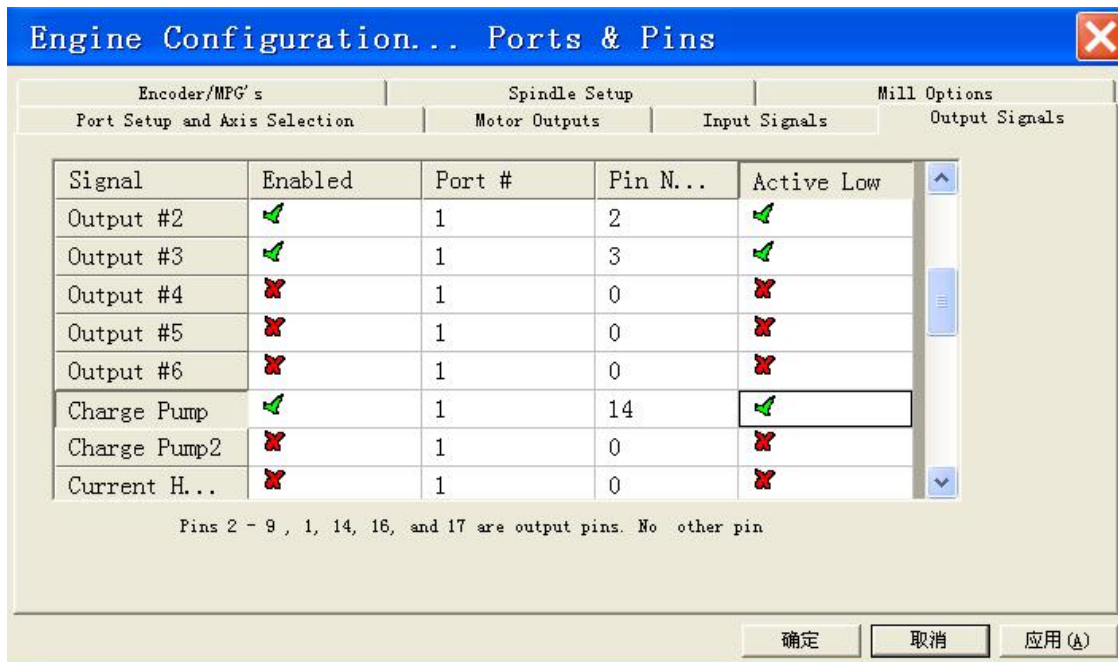 Engine Configuration... Ports & Pins
Encoder/MPG's Spindle Setup Mill Options
Port Setup and Axis Selection Motor Outputs Input Signals Output Signals
Signal Enabled Port # Pin N... Active Low
Output #2 1 2
Output #3 1 3
Output #4 1 0
Output #5 1 0
Output #6 1 0
Charge Pump 1 14
Charge Pump2 1 0
Current H... 1 0
Pins 2 - 9 , 1, 14, 16, and 17 are output pins. No other pin
确定 取消 应用(A)